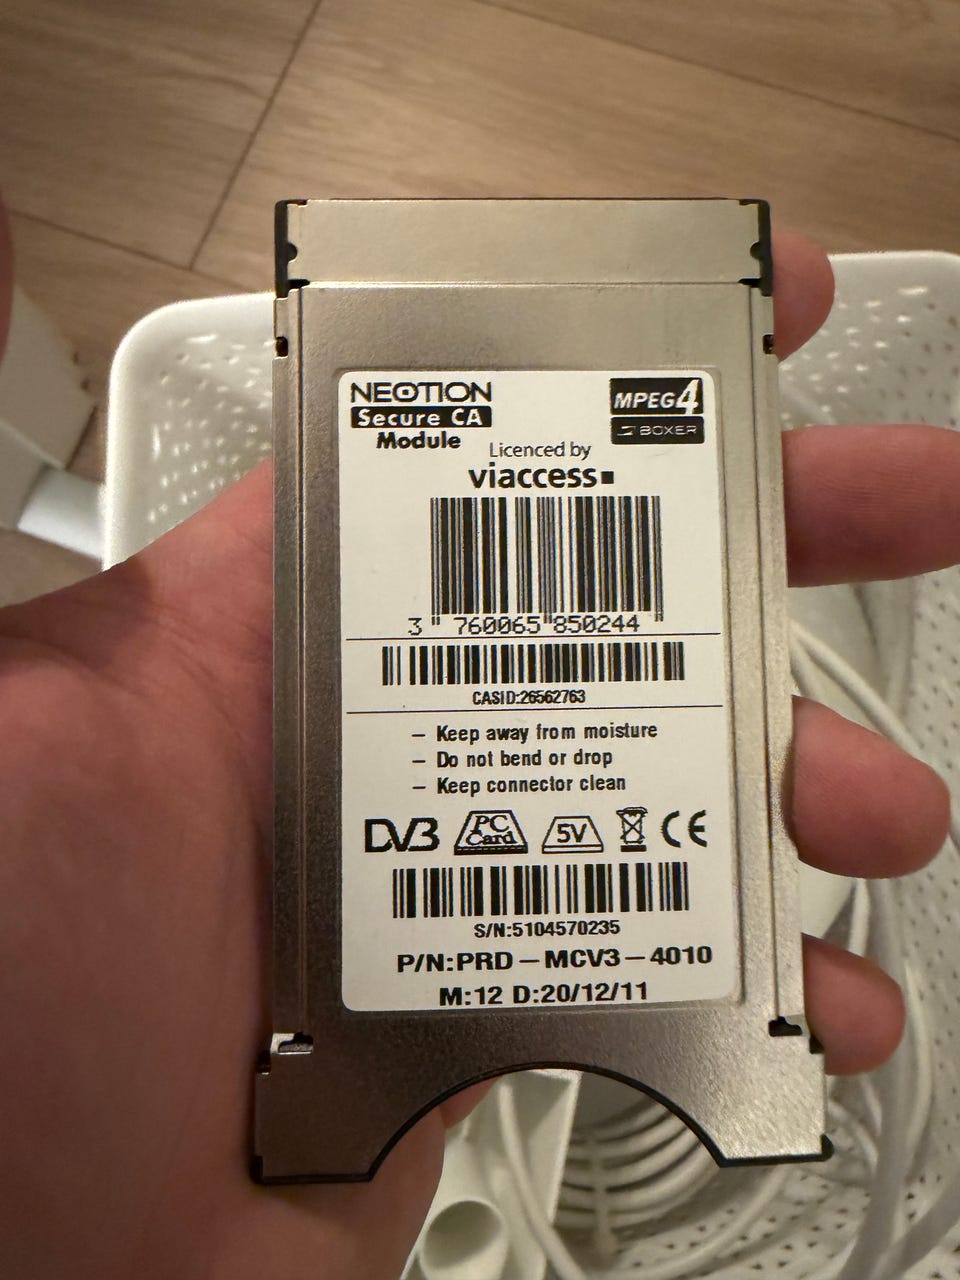 NEOTION
Secure CA
Module
MPEG4
BOXER
Licenced by
viaccess
3 760065 850244
CASID:26562763
– Keep away from moisture
– Do not bend or drop
– Keep connector clean
DVB PC Card 5V CE
S/N:5104570235
P/N:PRD – MCV3 – 4010
M:12 D:20/12/11